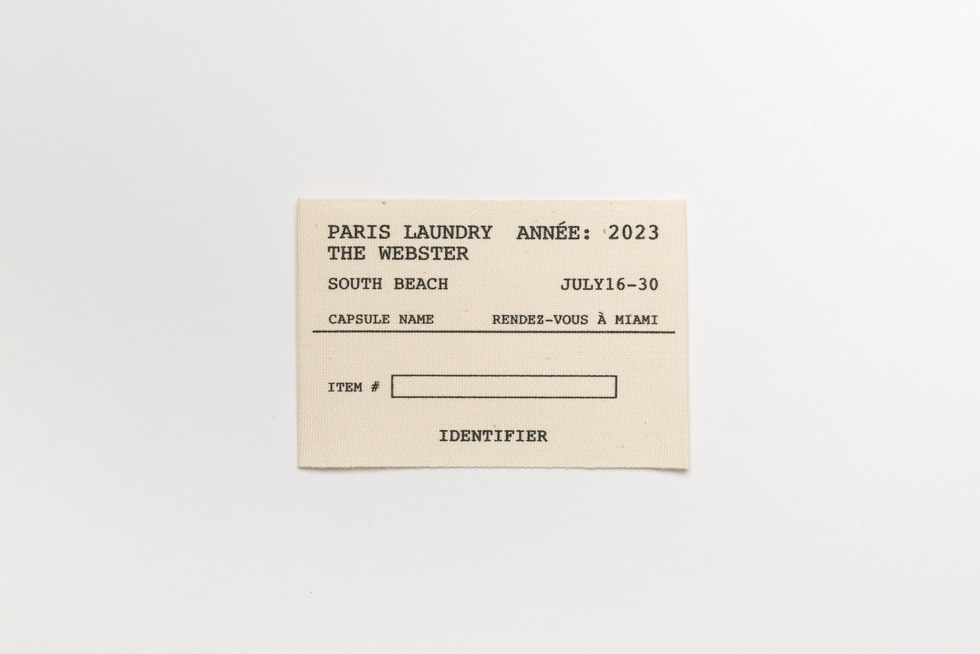 PARIS LAUNDRY ANNÉE: 2023
THE WEBSTER
SOUTH BEACH JULY16-30
CAPSULE NAME RENDEZ-VOUS À MIAMI
ITEM #
IDENTIFIER